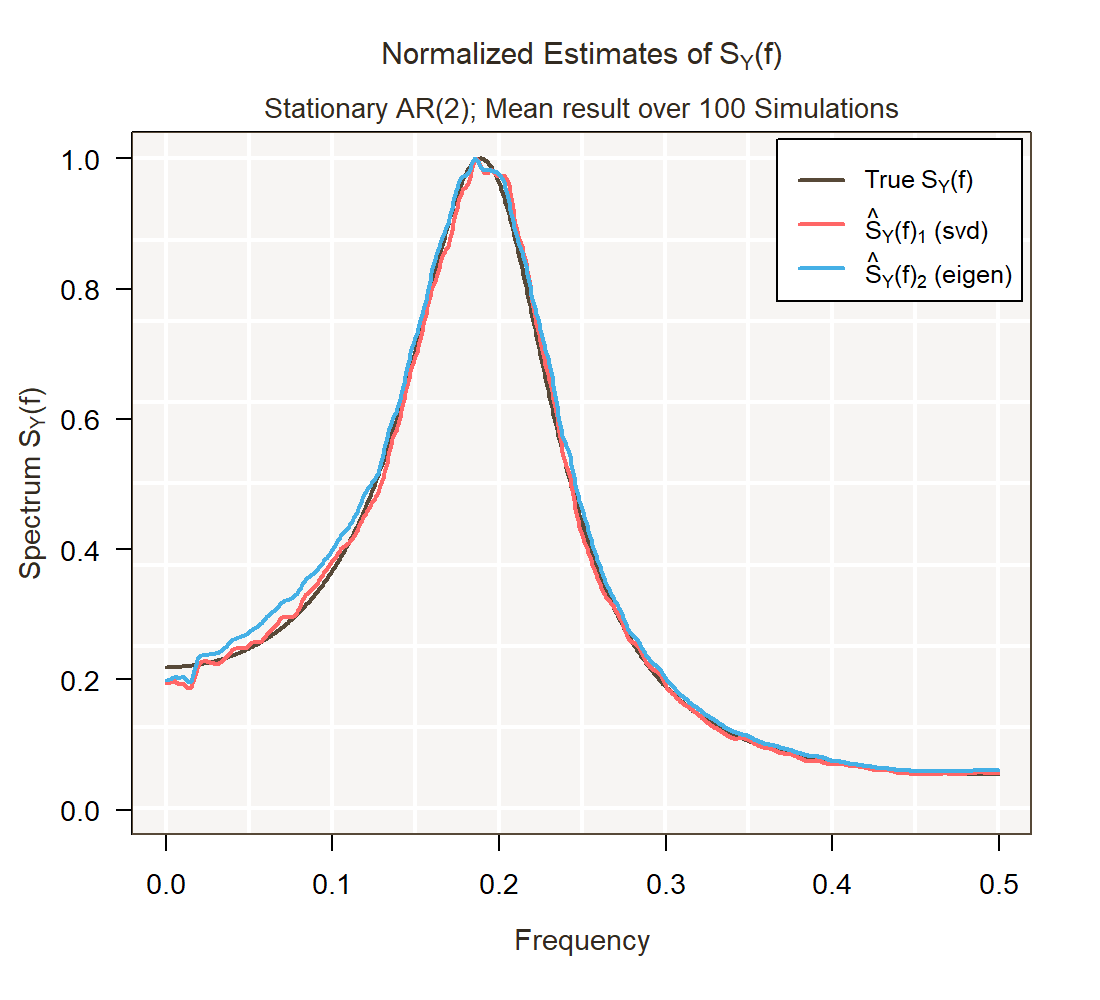 Normalized Estimates of S_Y(f)
Stationary AR(2); Mean result over 100 Simulations
True S_Y(f)
Ŝ_Y(f)_1 (svd)
Ŝ_Y(f)_2 (eigen)
Spectrum S_Y(f)
1.0
0.8
0.6
0.4
0.2
0.0
0.0 0.1 0.2 0.3 0.4 0.5
Frequency